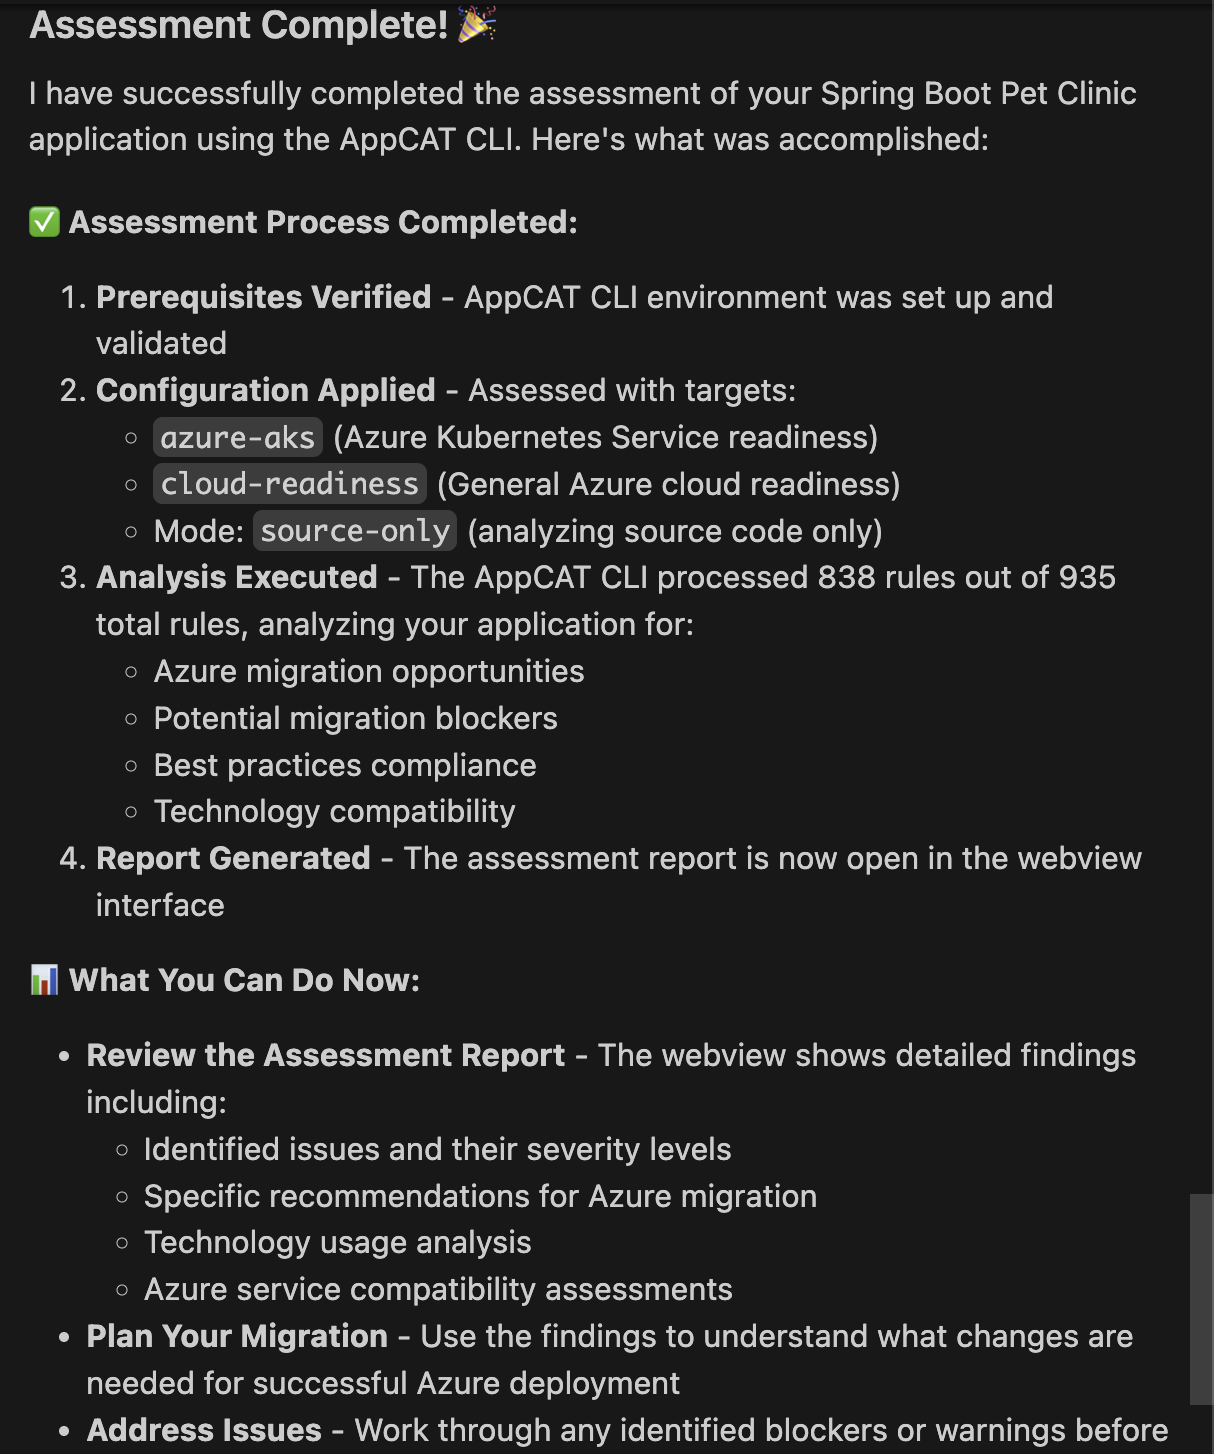 Assessment Complete! 🎉
I have successfully completed the assessment of your Spring Boot Pet Clinic
application using the AppCAT CLI. Here's what was accomplished:
✅ Assessment Process Completed:
1. Prerequisites Verified - AppCAT CLI environment was set up and
validated
2. Configuration Applied - Assessed with targets:
○ azure-aks (Azure Kubernetes Service readiness)
○ cloud-readiness (General Azure cloud readiness)
○ Mode: source-only (analyzing source code only)
3. Analysis Executed - The AppCAT CLI processed 838 rules out of 935
total rules, analyzing your application for:
○ Azure migration opportunities
○ Potential migration blockers
○ Best practices compliance
○ Technology compatibility
4. Report Generated - The assessment report is now open in the webview
interface
📊 What You Can Do Now:
• Review the Assessment Report - The webview shows detailed findings
including:
○ Identified issues and their severity levels
○ Specific recommendations for Azure migration
○ Technology usage analysis
○ Azure service compatibility assessments
• Plan Your Migration - Use the findings to understand what changes are
needed for successful Azure deployment
• Address Issues - Work through any identified blockers or warnings before